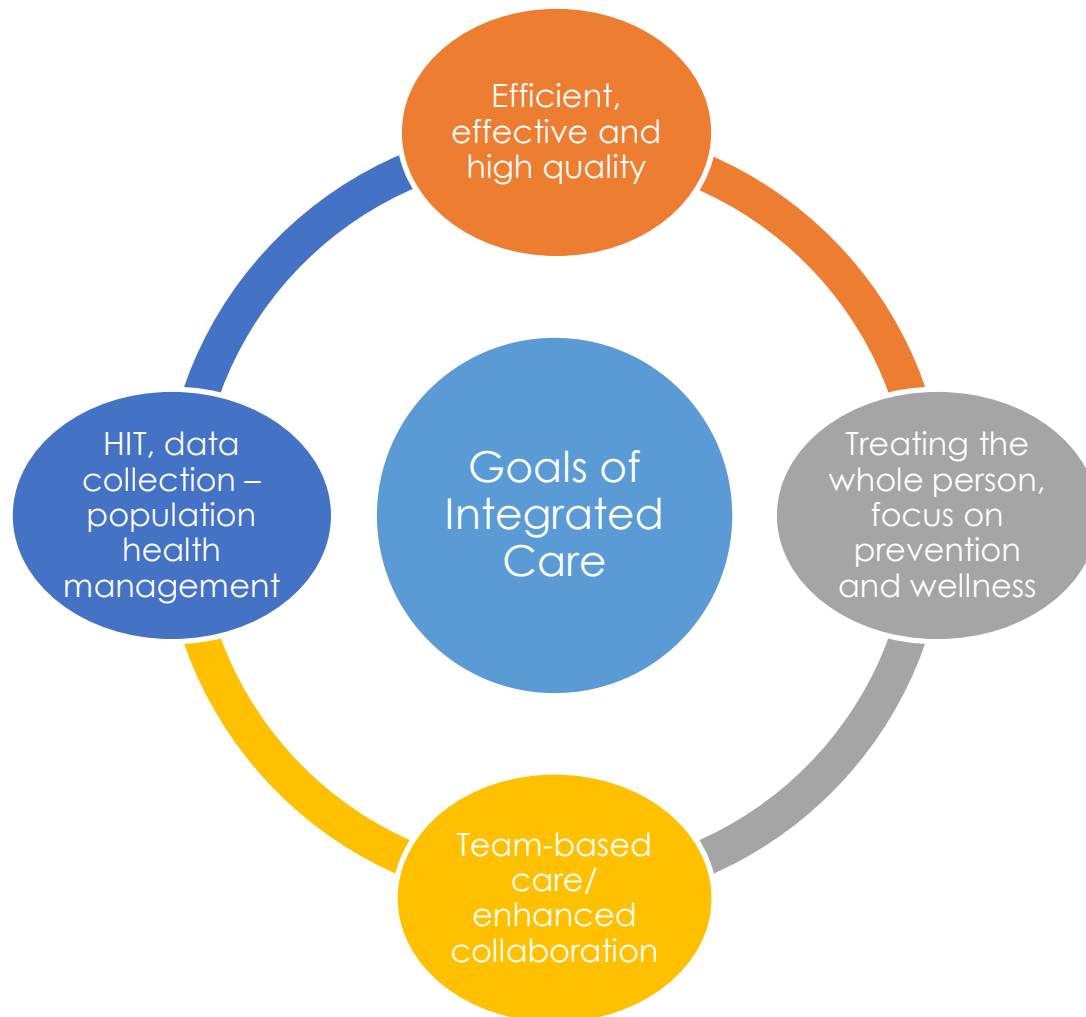 Efficient,
effective and
high quality
HIT, data
collection –
population
health
management
Goals of
Integrated
Care
Treating the
whole person,
focus on
prevention
and wellness
Team-based
care/
enhanced
collaboration